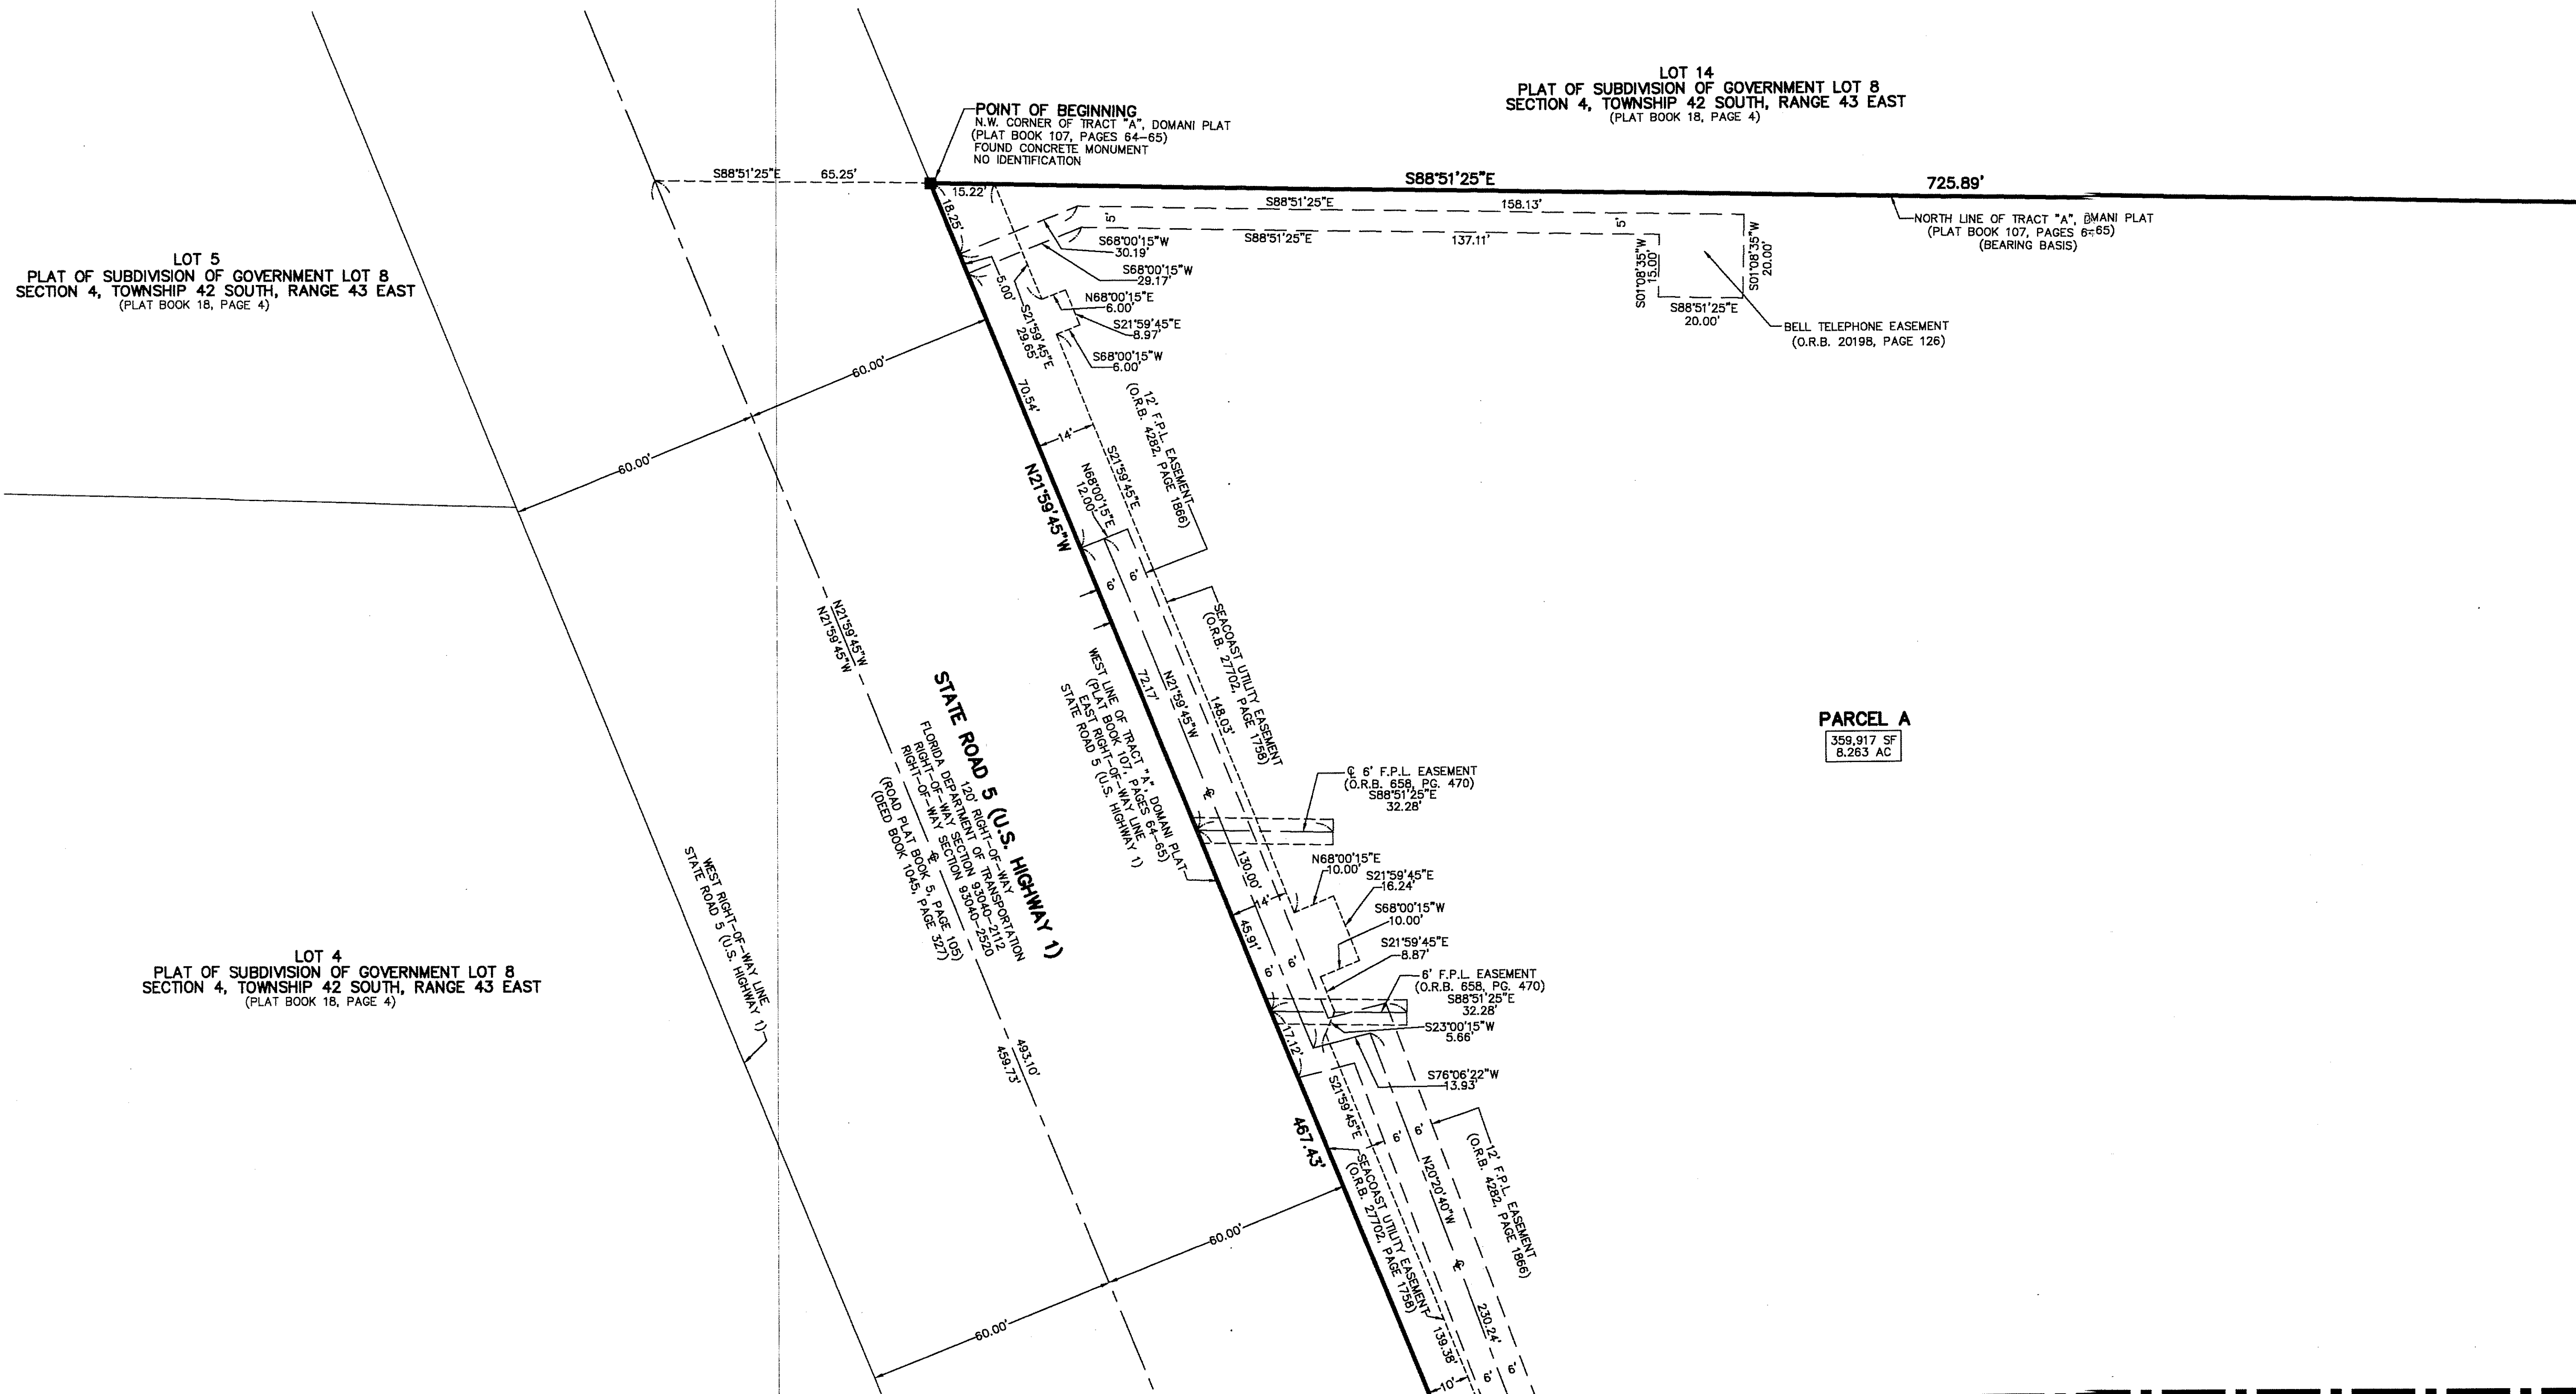 LOT 14
PLAT OF SUBDIVISION OF GOVERNMENT LOT 8
SECTION 4, TOWNSHIP 42 SOUTH, RANGE 43 EAST
(PLAT BOOK 18, PAGE 4)
POINT OF BEGINNING
N.W. CORNER OF TRACT "A", DOMANI PLAT
(PLAT BOOK 107, PAGES 64-65)
FOUND CONCRETE MONUMENT
NO IDENTIFICATION
S88°51'25"E 65.25'
S88°51'25"E 725.89'
15.22'
18.25'
S88°51'25"E 158.13'
5'
5'
S88°51'25"E 137.11'
NORTH LINE OF TRACT "A", MANI PLAT
(PLAT BOOK 107, PAGES 6-65)
(BEARING BASIS)
S68°00'15"W
30.19'
S68°00'15"W
29.17'
S01°08'35"W
15.00'
S01°08'35"W
20.00'
S88°51'25"E
20.00'
BELL TELEPHONE EASEMENT
(O.R.B. 20198, PAGE 126)
LOT 5
PLAT OF SUBDIVISION OF GOVERNMENT LOT 8
SECTION 4, TOWNSHIP 42 SOUTH, RANGE 43 EAST
(PLAT BOOK 18, PAGE 4)
5.00'
S21°59'45"E
29.65'
N68°00'15"E
6.00'
S21°59'45"E
8.97'
S68°00'15"W
6.00'
60.00'
60.00'
70.54'
14'
12' F.P.L. EASEMENT
(O.R.B. 4282, PAGE 1866)
S21°59'45"E
N68°00'15"E
12.00'
N21°59'45"W
6'
6'
N21°59'45"W
N21°59'45"W
SEACOAST UTILITY EASEMENT
(O.R.B. 27702, PAGE 1758)
72.17'
N21°59'45"W
148.03'
WEST LINE OF TRACT "A", DOMANI PLAT
(PLAT BOOK 107, PAGES 64-65)
EAST RIGHT-OF-WAY LINE
STATE ROAD 5 (U.S. HIGHWAY 1)
STATE ROAD 5 (U.S. HIGHWAY 1)
120' RIGHT-OF-WAY
FLORIDA DEPARTMENT OF TRANSPORTATION
RIGHT-OF-WAY SECTION 93040-2112
RIGHT-OF-WAY SECTION 93040-2520
(ROAD PLAT BOOK 5, PAGE 105)
(DEED BOOK 1045, PAGE 327)
PARCEL A
359,917 SF
8.263 AC
℄ 6' F.P.L. EASEMENT
(O.R.B. 658, PG. 470)
S88°51'25"E
32.28'
130.00'
14'
N68°00'15"E
10.00'
S21°59'45"E
16.24'
S68°00'15"W
10.00'
S21°59'45"E
8.87'
45.91'
6'
6'
6' F.P.L. EASEMENT
(O.R.B. 658, PG. 470)
S88°51'25"E
32.28'
S23°00'15"W
5.66'
17.12'
S76°06'22"W
13.93'
WEST RIGHT-OF-WAY LINE
STATE ROAD 5 (U.S. HIGHWAY 1)
LOT 4
PLAT OF SUBDIVISION OF GOVERNMENT LOT 8
SECTION 4, TOWNSHIP 42 SOUTH, RANGE 43 EAST
(PLAT BOOK 18, PAGE 4)
493.10'
459.73'
S21°59'45"E
467.43'
6'
6'
12' F.P.L. EASEMENT
(O.R.B. 4282, PAGE 1866)
N20°20'40"W
SEACOAST UTILITY EASEMENT
(O.R.B. 27702, PAGE 1758)
60.00'
60.00'
230.24'
139.38'
10'
6'
6'